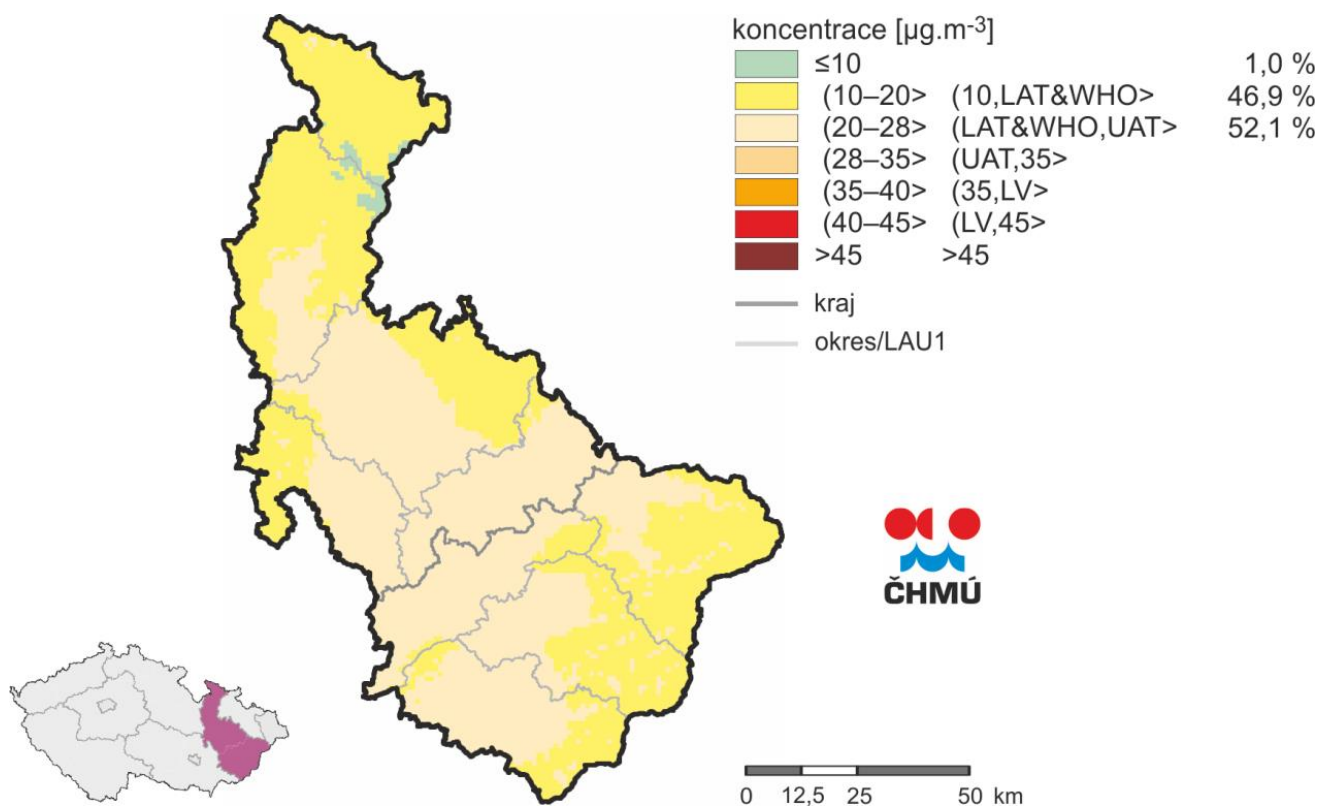 koncentrace [µg.m-3]
≤10 1,0 %
(10–20> (10,LAT&WHO> 46,9 %
(20–28> (LAT&WHO,UAT> 52,1 %
(28–35> (UAT,35>
(35–40> (35,LV>
(40–45> (LV,45>
>45 >45
kraj
okres/LAU1
ČHMÚ
0 12,5 25 50 km